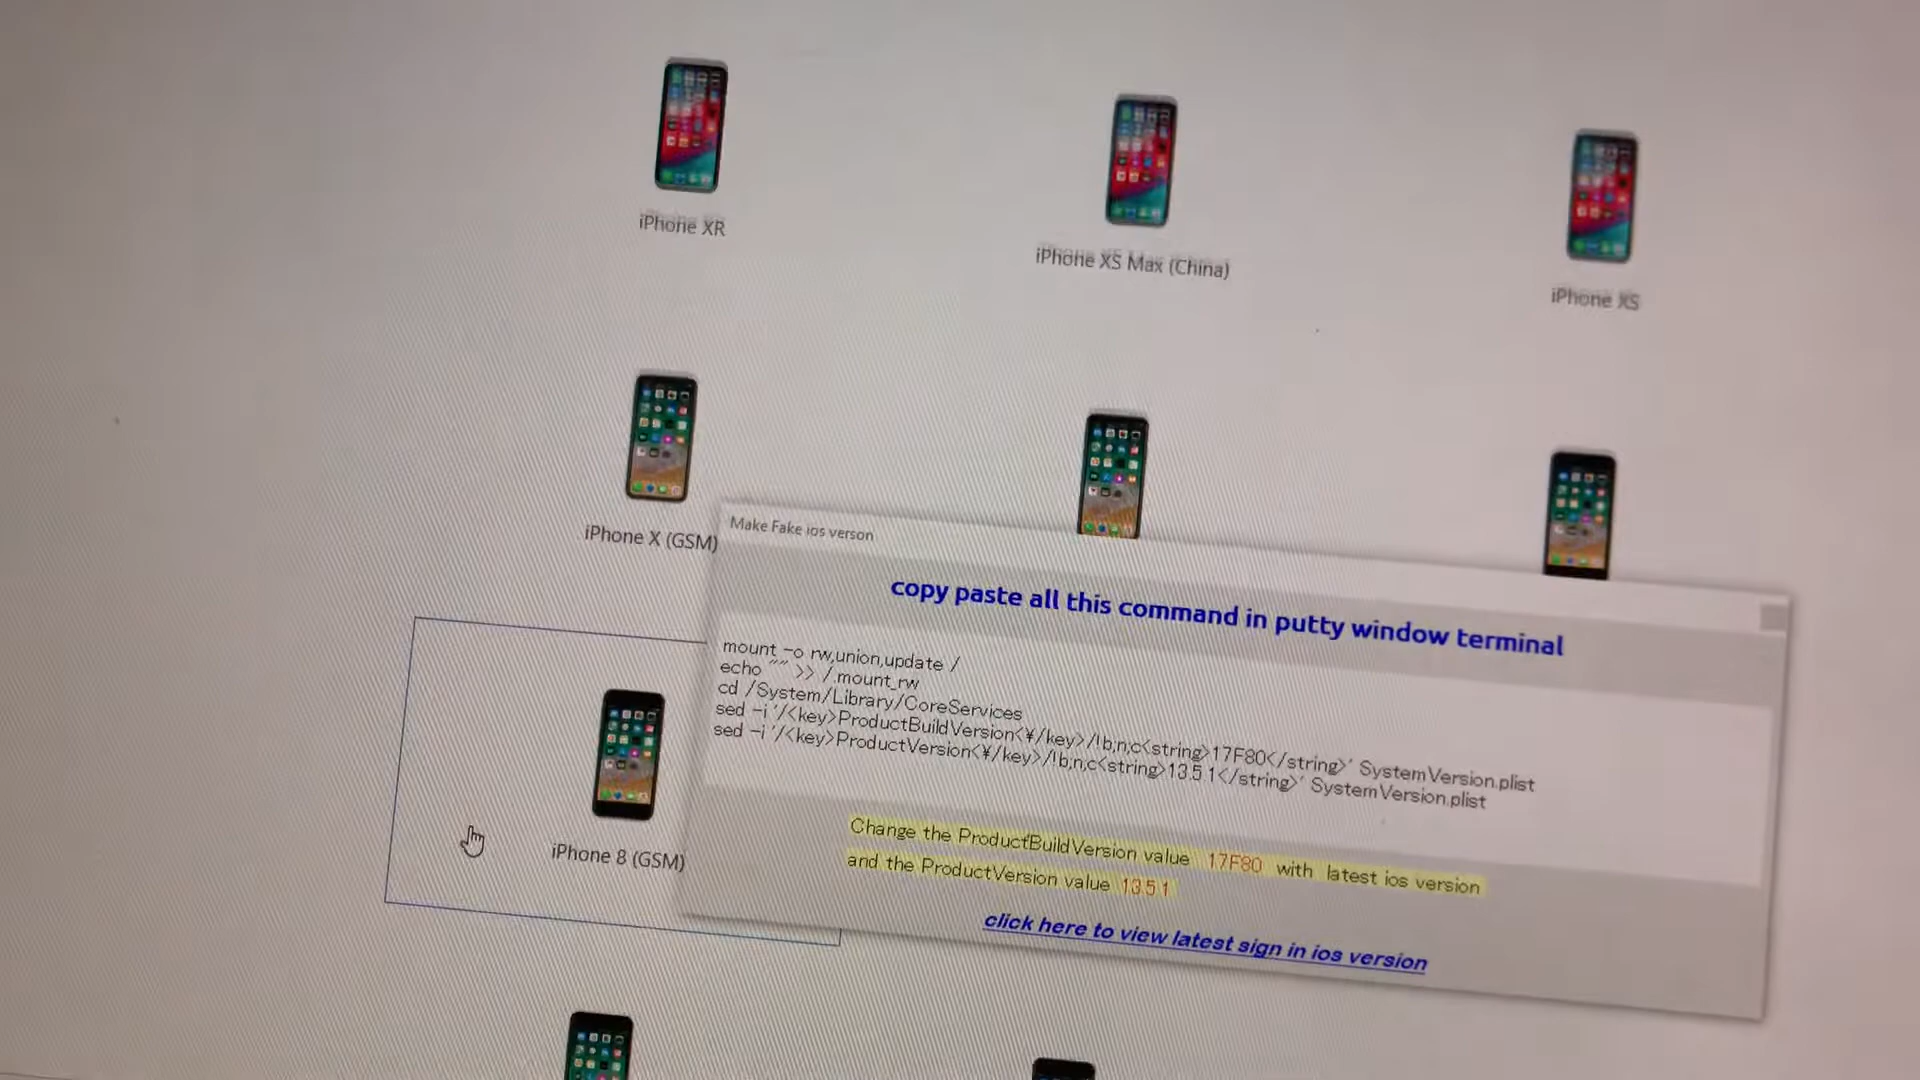 iPhone XR
iPhone XS Max (China)
iPhone XS
iPhone X (GSM)
Make Fake ios verson
copy paste all this command in putty window terminal
mount -o rw,union,update /
echo "" >> /.mount_rw
cd /System/Library/CoreServices
sed -i '/<key>ProductBuildVersion<¥/key>/!b;n;c<string>17F80</string>' SystemVersion.plist
sed -i '/<key>ProductVersion<¥/key>/!b;n;c<string>13.5.1</string>' SystemVersion.plist
iPhone 8 (GSM)
Change the ProductBuildVersion value 17F80 with latest ios version
and the ProductVersion value 13.5.1
click here to view latest sign in ios version